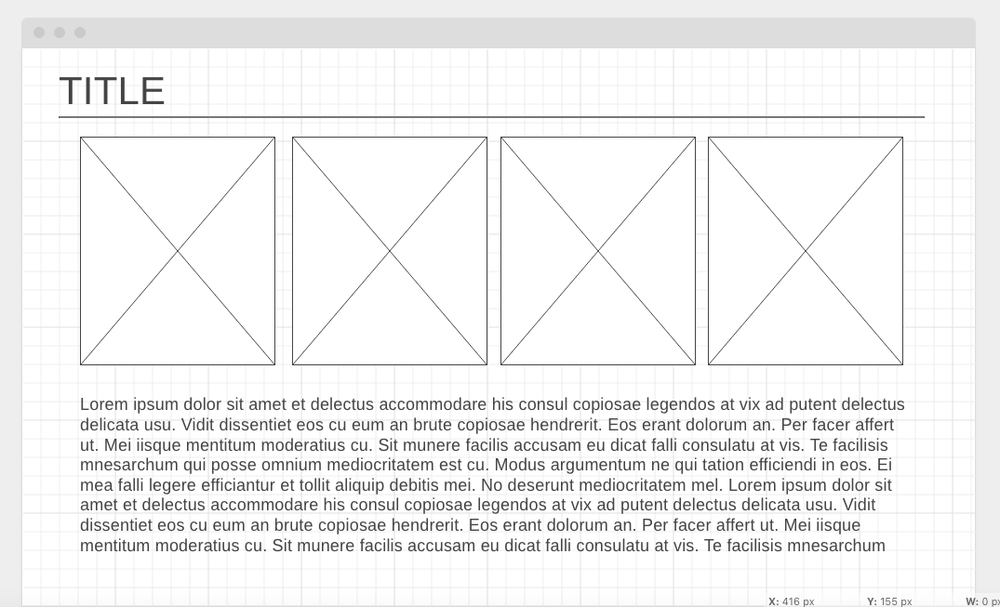 TITLE
Lorem ipsum dolor sit amet et delectus accommodare his consul copiosae legendos at vix ad putent delectus
delicata usu. Vidit dissentiet eos cu eum an brute copiosae hendrerit. Eos erant dolorum an. Per facer affert
ut. Mei iisque mentitum moderatius cu. Sit munere facilis accusam eu dicat falli consulatu at vis. Te facilisis
mnesarchum qui posse omnium mediocritatem est cu. Modus argumentum ne qui tation efficiendi in eos. Ei
mea falli legere efficiantur et tollit aliquip debitis mei. No deserunt mediocritatem mel. Lorem ipsum dolor sit
amet et delectus accommodare his consul copiosae legendos at vix ad putent delectus delicata usu. Vidit
dissentiet eos cu eum an brute copiosae hendrerit. Eos erant dolorum an. Per facer affert ut. Mei iisque
mentitum moderatius cu. Sit munere facilis accusam eu dicat falli consulatu at vis. Te facilisis mnesarchum
X: 416 px Y: 155 px W: 0 px